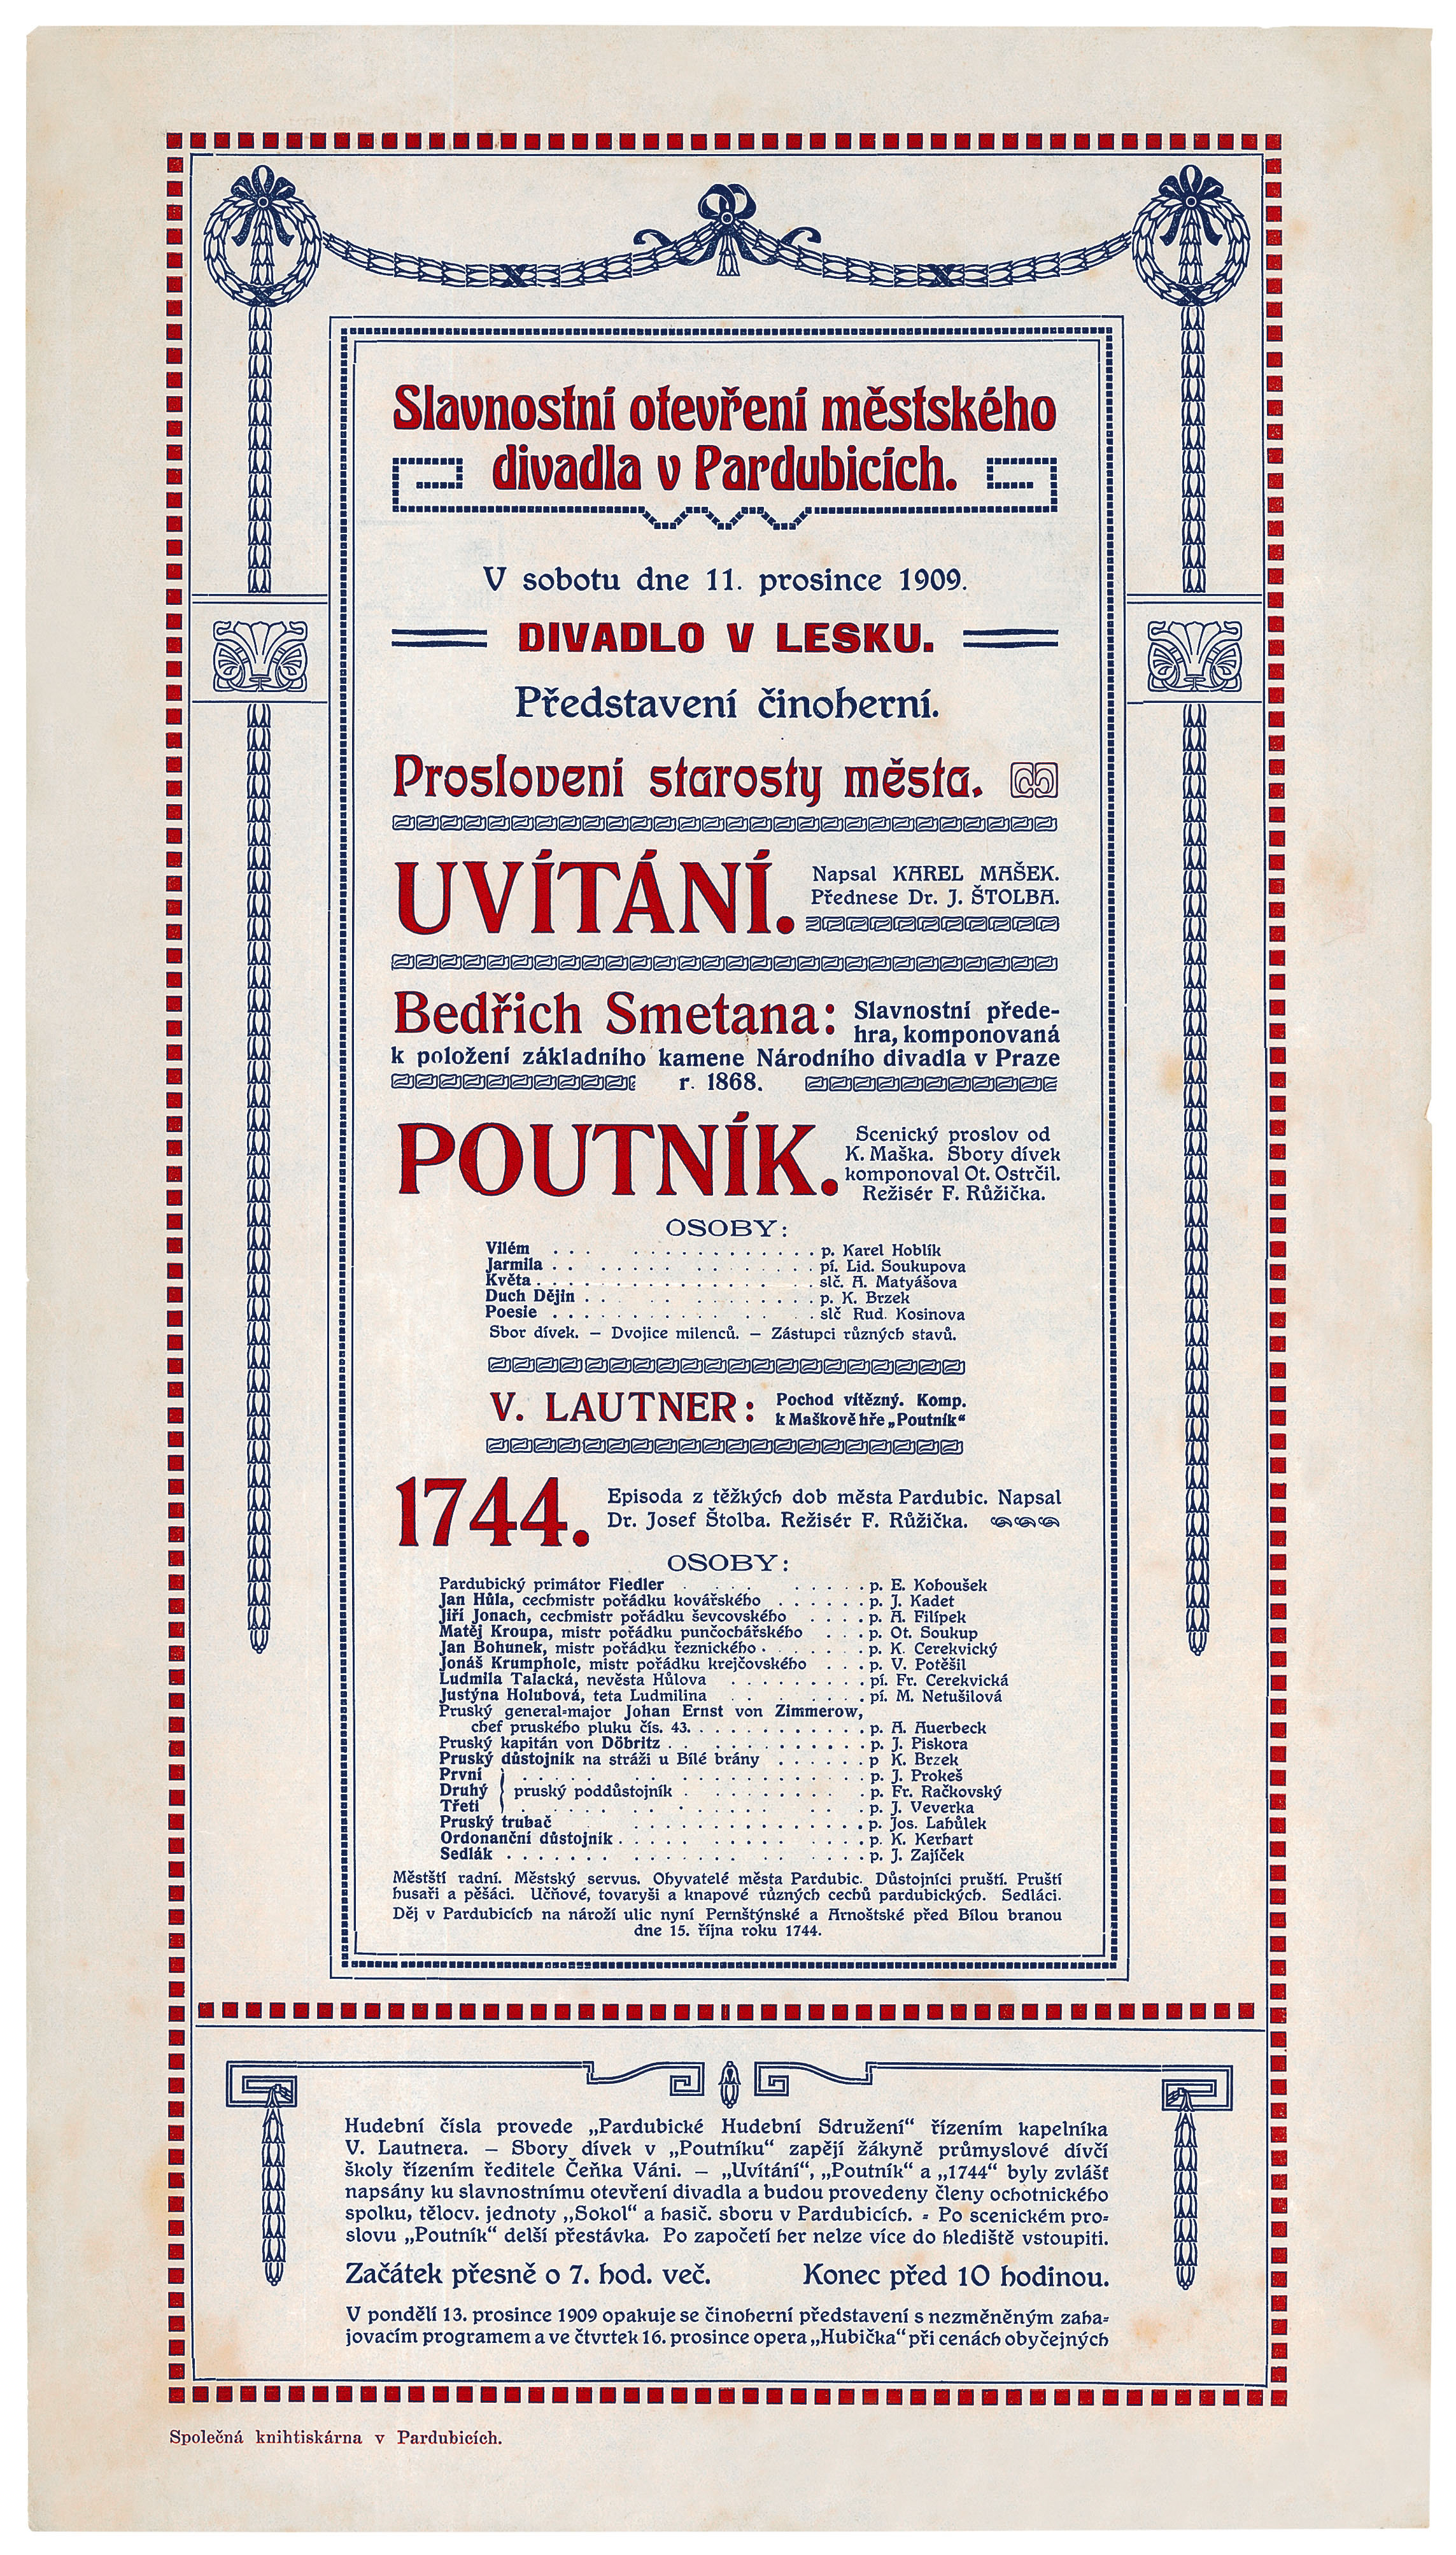 Slavnostní otevření městského
divadla v Pardubicích.
V sobotu dne 11. prosince 1909.
DIVADLO V LESKU.
Představení činoherní.
Proslovení starosty města.
UVÍTÁNÍ.
Napsal KAREL MAŠEK.
Přednese Dr. J. ŠTOLBA.
Bedřich Smetana: Slavnostní přede-
hra, komponovaná
k položení základního kamene Národního divadla v Praze
r. 1868.
POUTNÍK.
Scenický proslov od
K. Maška. Sbory dívek
komponoval Ot. Ostrčil.
Režisér F. Růžička.
OSOBY:
Vilém . . . . . . . . . . . . . . . p. Karel Hoblík
Jarmila . . . . . . . . . . . . . . . pí. Lid. Soukupova
Květa . . . . . . . . . . . . . . . slč. A. Matyášova
Duch Dějin . . . . . . . . . . . . . p. K. Brzek
Poesie . . . . . . . . . . . . . . . slč Rud. Kosinova
Sbor dívek. — Dvojice milenců. — Zástupci různých stavů.
V. LAUTNER: Pochod vítězný. Komp.
k Maškově hře „Poutník“
1744.
Episoda z těžkých dob města Pardubic. Napsal
Dr. Josef Štolba. Režisér F. Růžička.
OSOBY:
Pardubický primátor Fiedler . . . . . . . . . p. E. Kohoušek
Jan Hůla, cechmistr pořádku kovářského . . . . . . p. J. Kadet
Jiří Jonach, cechmistr pořádku ševcovského . . . . p. A. Filípek
Matěj Kroupa, mistr pořádku punčochářského . . . p. Ot. Soukup
Jan Bohunek, mistr pořádku řeznického . . . . . . p. K. Cerekvický
Jonáš Krumpholc, mistr pořádku krejčovského . . . p. V. Potěšil
Ludmila Talacká, nevěsta Hůlova . . . . . . . . . pí. Fr. Cerekvická
Justýna Holubová, teta Ludmilina . . . . . . . pí. M. Netušilová
Pruský general-major Johan Ernst von Zimmerow,
chef pruského pluku čís. 43. . . . . . . . . . . . p. A. Auerbeck
Pruský kapitán von Döbritz . . . . . . . . . . . p. J. Piskora
Pruský důstojník na stráži u Bílé brány . . . . . . p K. Brzek
První . . . . . . . . . . . . . . . p. J. Prokeš
Druhý } pruský poddůstojník . . . . . . . . . . p. Fr. Račkovský
Třetí . . . . . . . . . . . . . . . p. J. Veverka
Pruský trubač . . . . . . . . . . . . . . p. Jos. Lahůlek
Ordonanční důstojník . . . . . . . . . . . . . . p. K. Kerhart
Sedlák . . . . . . . . . . . . . . . . . p. J. Zajíček
Městští radní. Městský servus. Obyvatelé města Pardubic. Důstojníci pruští. Pruští
husaři a pěšáci. Učňové, tovaryši a knapové různých cechů pardubických. Sedláci.
Děj v Pardubicích na nároží ulic nyní Pernštýnské a Arnoštské před Bílou branou
dne 15. října roku 1744.
Hudební čísla provede „Pardubické Hudební Sdružení“ řízením kapelníka
V. Lautnera. — Sbory dívek v „Poutníku“ zapějí žákyně průmyslové dívčí
školy řízením ředitele Čeňka Váni. — „Uvítání“, „Poutník“ a „1744“ byly zvlášť
napsány ku slavnostnímu otevření divadla a budou provedeny členy ochotnického
spolku, tělocv. jednoty „Sokol“ a hasič. sboru v Pardubicích. - Po scenickém pro-
slovu „Poutník“ delší přestávka. Po započetí her nelze více do hlediště vstoupiti.
Začátek přesně o 7. hod. več. Konec před 10 hodinou.
V pondělí 13. prosince 1909 opakuje se činoherní představení s nezměněným zaha-
jovacím programem a ve čtvrtek 16. prosince opera „Hubička“ při cenách obyčejných
Společná knihtiskárna v Pardubicích.